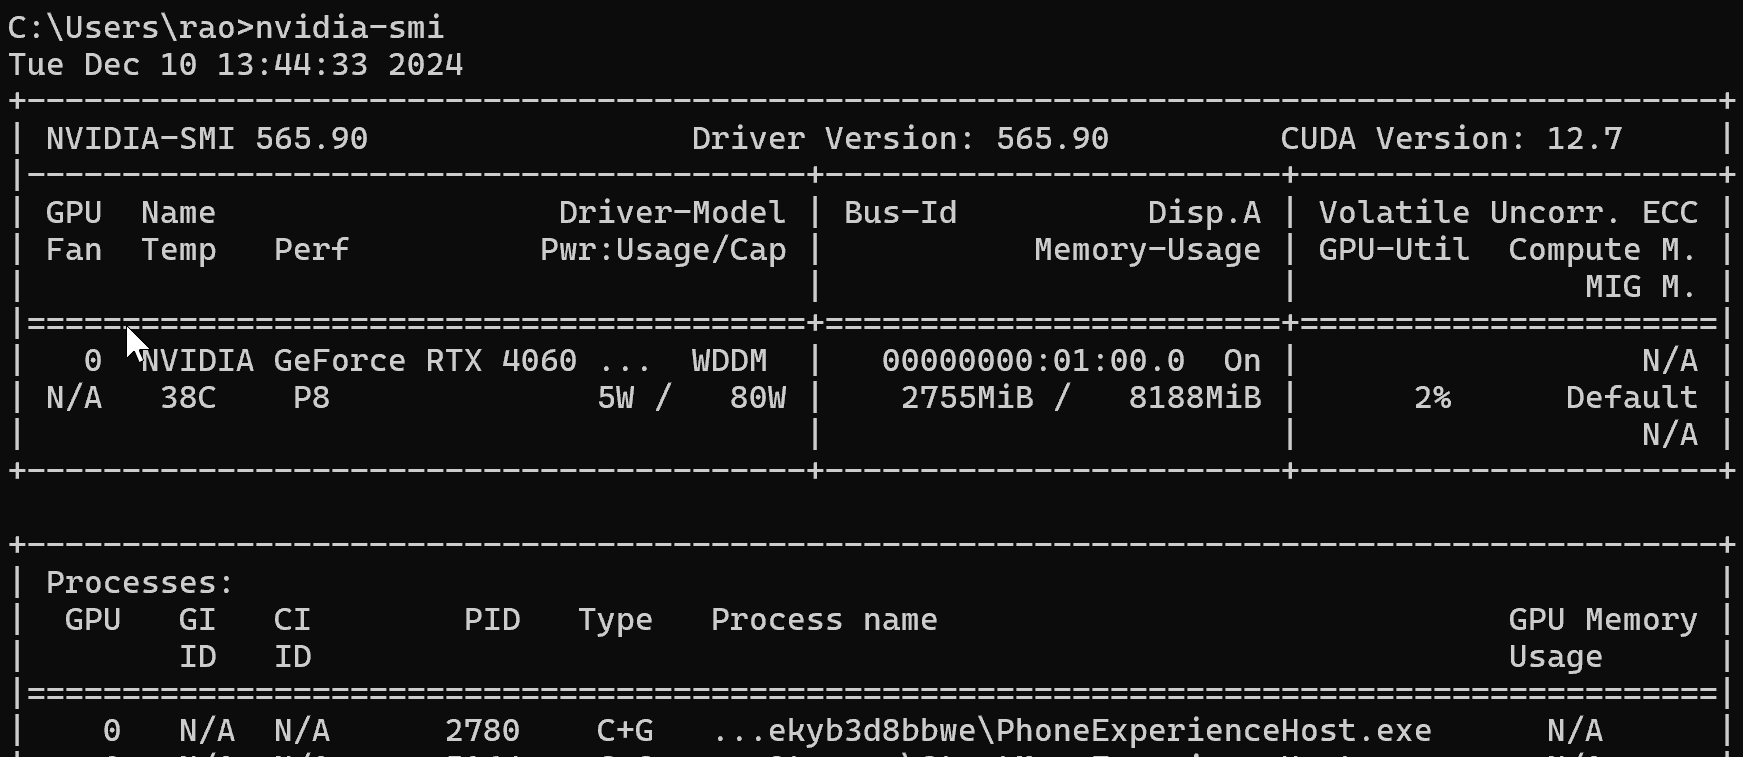 C:\Users\rao>nvidia-smi
Tue Dec 10 13:44:33 2024
+-----------------------------------------------------------------------------------------+
| NVIDIA-SMI 565.90                 Driver Version: 565.90         CUDA Version: 12.7     |
|-----------------------------------------+------------------------+----------------------+
| GPU  Name                  Driver-Model | Bus-Id          Disp.A | Volatile Uncorr. ECC |
| Fan  Temp   Perf          Pwr:Usage/Cap |           Memory-Usage | GPU-Util  Compute M. |
|                                         |                        |               MIG M. |
|=========================================+========================+======================|
|   0  NVIDIA GeForce RTX 4060 ...  WDDM  |   00000000:01:00.0  On |                  N/A |
| N/A   38C    P8              5W /   80W |    2755MiB /   8188MiB |      2%      Default |
|                                         |                        |                  N/A |
+-----------------------------------------+------------------------+----------------------+
+-----------------------------------------------------------------------------------------+
| Processes:                                                                              |
|  GPU   GI   CI        PID   Type   Process name                              GPU Memory |
|        ID   ID                                                               Usage      |
|=========================================================================================|
|    0   N/A  N/A      2780    C+G   ...ekyb3d8bbwe\PhoneExperienceHost.exe      N/A      |